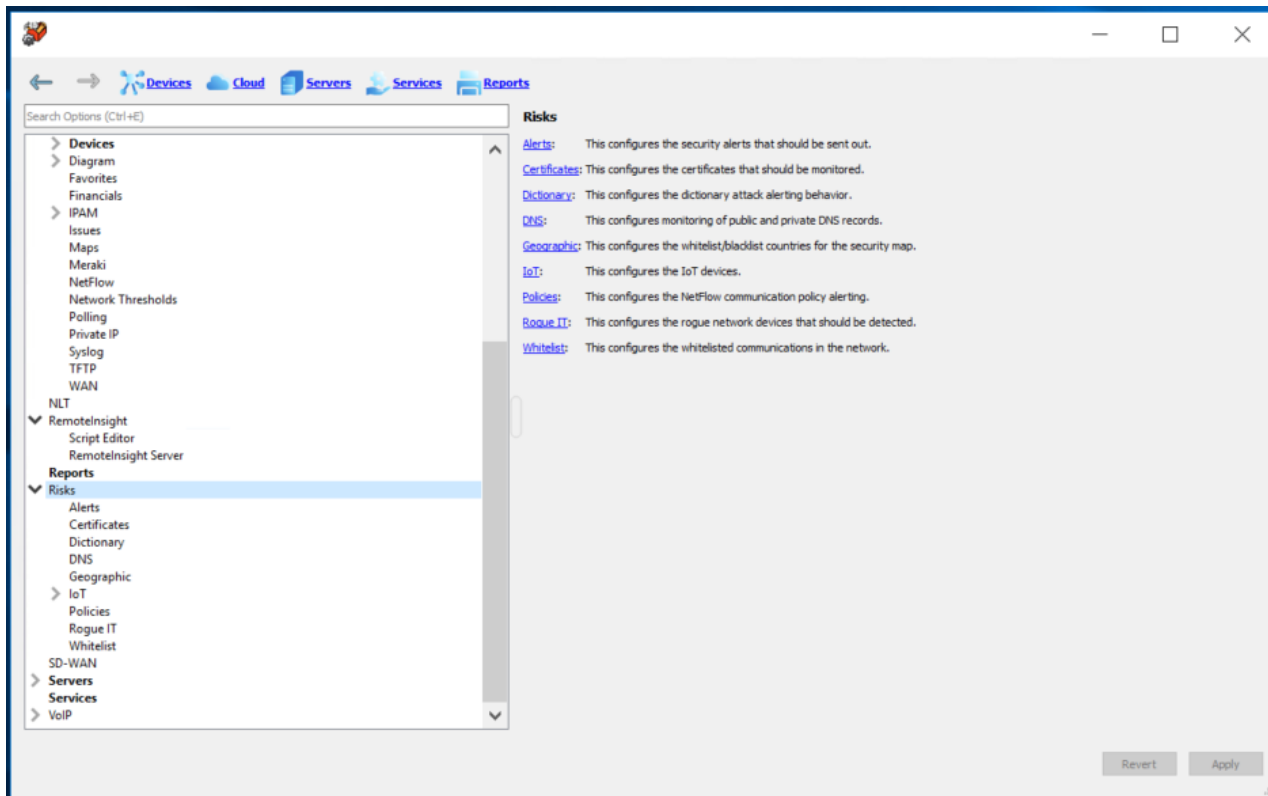 Devices Cloud Servers Services Reports
Search Options (Ctrl+E)
Devices
Diagram
Favorites
Financials
IPAM
Issues
Maps
Meraki
NetFlow
Network Thresholds
Polling
Private IP
Syslog
TFTP
WAN
NLT
RemoteInsight
Script Editor
RemoteInsight Server
Reports
Risks
Alerts
Certificates
Dictionary
DNS
Geographic
IoT
Policies
Rogue IT
Whitelist
SD-WAN
Servers
Services
VoIP
Risks
Alerts: This configures the security alerts that should be sent out.
Certificates: This configures the certificates that should be monitored.
Dictionary: This configures the dictionary attack alerting behavior.
DNS: This configures monitoring of public and private DNS records.
Geographic: This configures the whitelist/blacklist countries for the security map.
IoT: This configures the IoT devices.
Policies: This configures the NetFlow communication policy alerting.
Rogue IT: This configures the rogue network devices that should be detected.
Whitelist: This configures the whitelisted communications in the network.
Revert Apply